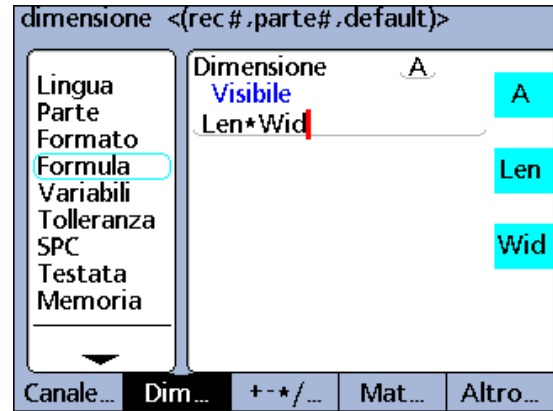 dimensione <(rec#,parte#,default)>
Lingua
Parte
Formato
Formula
Variabili
Tolleranza
SPC
Testata
Memoria
Dimensione A
Visibile
Len*Wid
A
Len
Wid
Canale... Dim... +-*/... Mat... Altro...